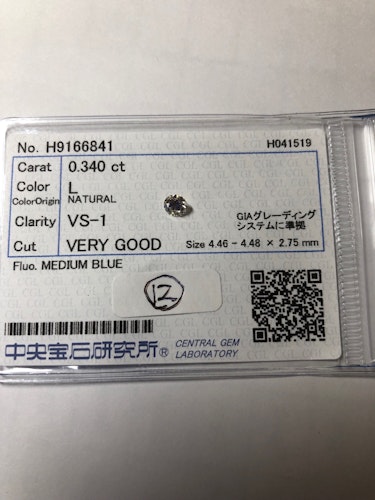 No. H9166841 H041519
Carat 0.340 ct
Color L
ColorOrigin NATURAL
Clarity VS-1 GIAグレーディング
システムに準拠
Cut VERY GOOD Size 4.46 - 4.48 × 2.75 mm
Fluo. MEDIUM BLUE
12
中央宝石研究所® CENTRAL GEM
LABORATORY